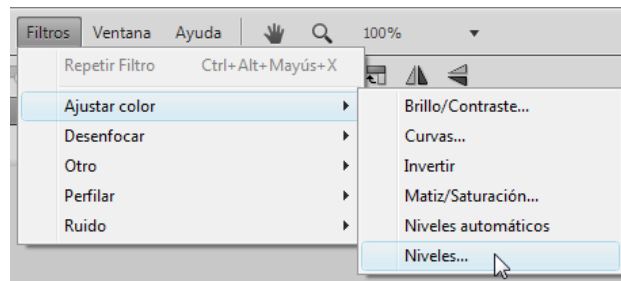 Filtros Ventana Ayuda 100%
Repetir Filtro Ctrl+Alt+Mayús+X
Ajustar color
Desenfocar
Otro
Perfilar
Ruido
Brillo/Contraste...
Curvas...
Invertir
Matiz/Saturación...
Niveles automáticos
Niveles...